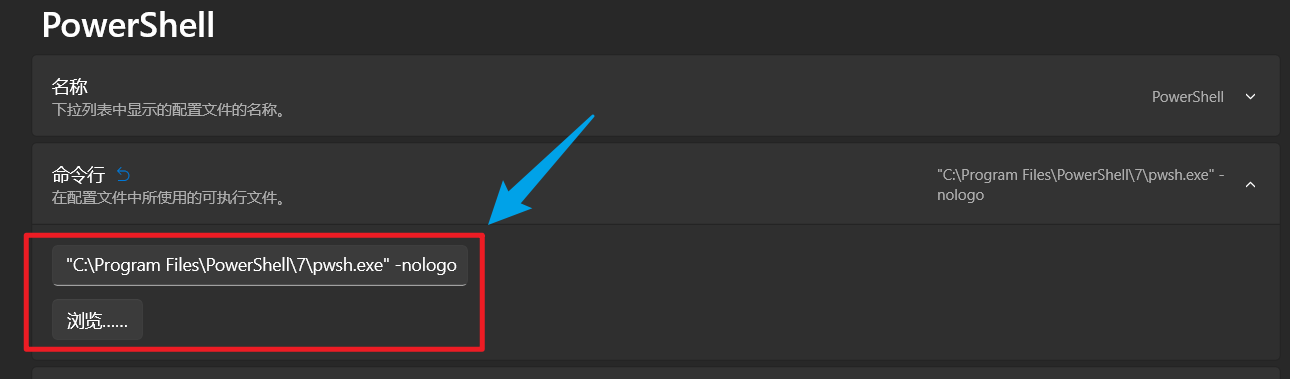 PowerShell
名称
下拉列表中显示的配置文件的名称。
PowerShell
命令行
在配置文件中所使用的可执行文件。
"C:\Program Files\PowerShell\7\pwsh.exe" -
nologo
"C:\Program Files\PowerShell\7\pwsh.exe" -nologo
浏览......